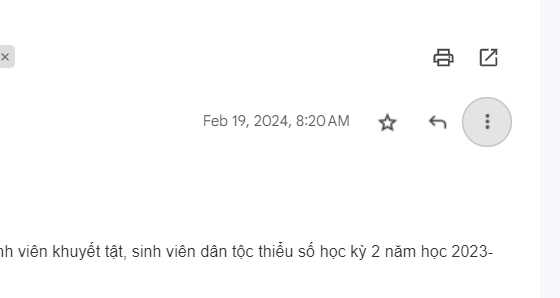 Feb 19, 2024, 8:20 AM
viên khuyết tật, sinh viên dân tộc thiểu số học kỳ 2 năm học 2023-